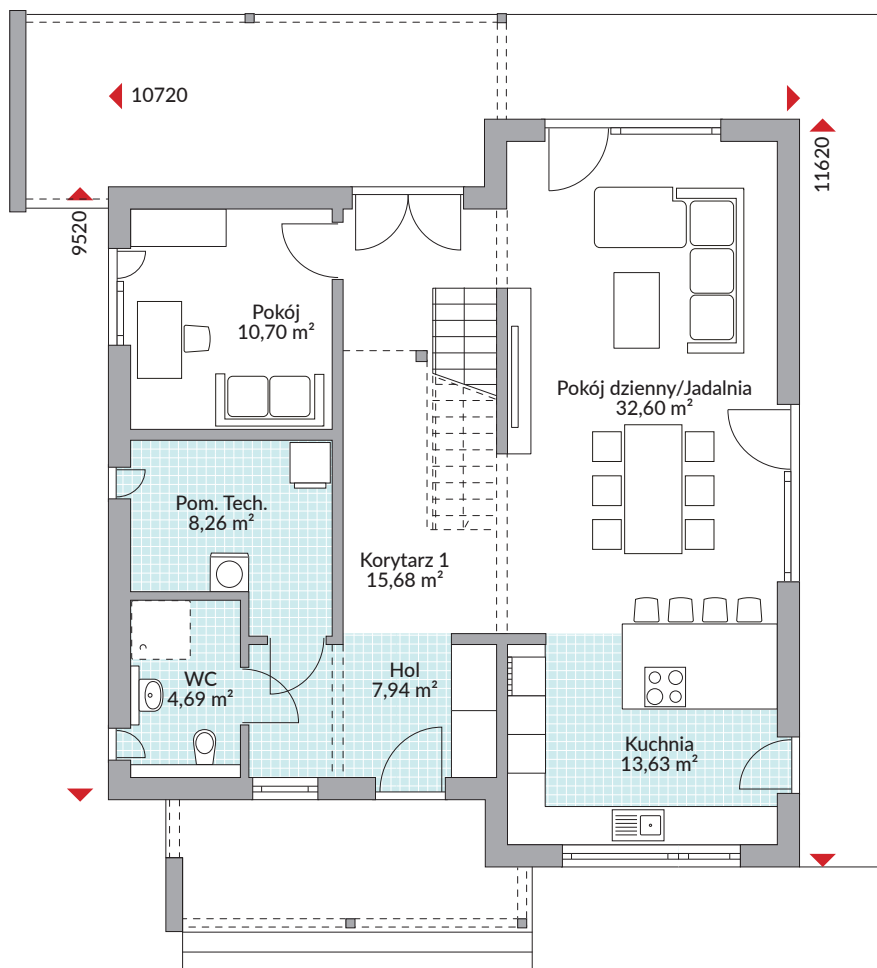 10720
11620
9520
Pokój
10,70 m²
Pokój dzienny/Jadalnia
32,60 m²
Pom. Tech.
8,26 m²
Korytarz 1
15,68 m²
WC
4,69 m²
Hol
7,94 m²
Kuchnia
13,63 m²